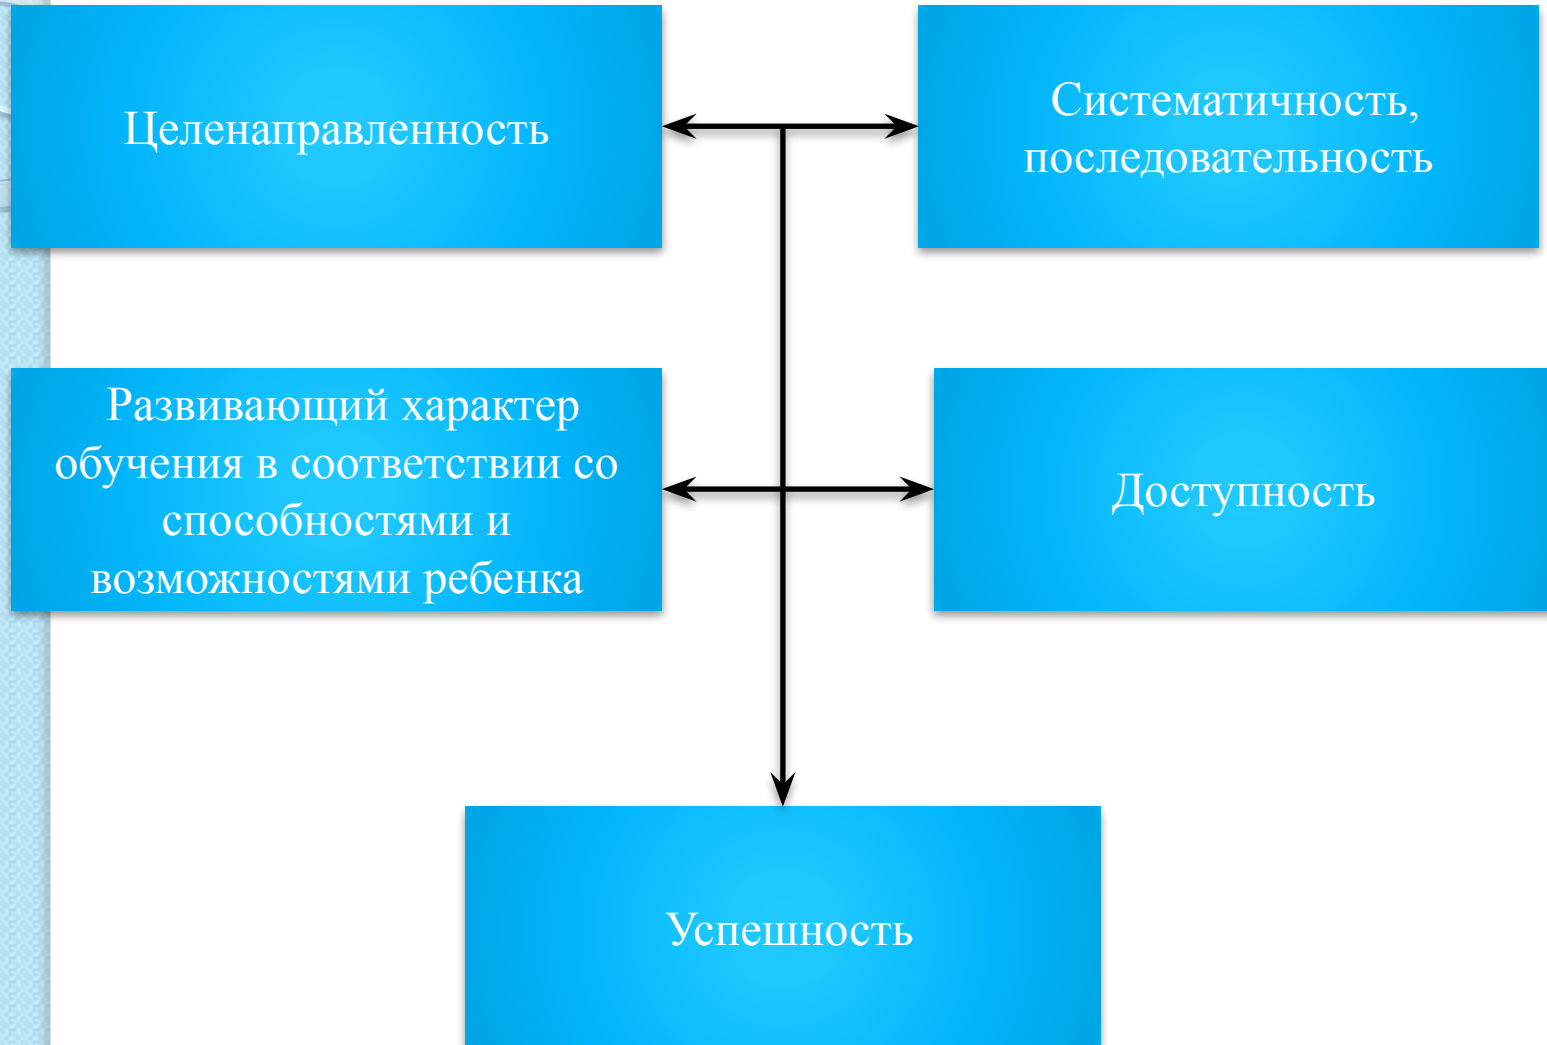 Целенаправленность
Систематичность,
последовательность
Развивающий характер
обучения в соответствии со
способностями и
возможностями ребенка
Доступность
Успешность